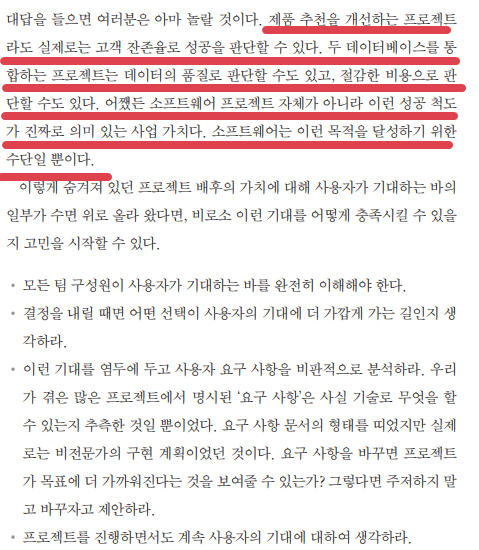 대답을 들으면 여러분은 아마 놀랄 것이다. 제품 추천을 개선하는 프로젝트
라도 실제로는 고객 잔존율로 성공을 판단할 수 있다. 두 데이터베이스를 통
합하는 프로젝트는 데이터의 품질로 판단할 수도 있고, 절감한 비용으로 판
단할 수도 있다. 어쨌든 소프트웨어 프로젝트 자체가 아니라 이런 성공 척도
가 진짜로 의미 있는 사업 가치다. 소프트웨어는 이런 목적을 달성하기 위한
수단일 뿐이다.
이렇게 숨겨져 있던 프로젝트 배후의 가치에 대해 사용자가 기대하는 바의
일부가 수면 위로 올라 왔다면, 비로소 이런 기대를 어떻게 충족시킬 수 있을
지 고민을 시작할 수 있다.
• 모든 팀 구성원이 사용자가 기대하는 바를 완전히 이해해야 한다.
• 결정을 내릴 때면 어떤 선택이 사용자의 기대에 더 가깝게 가는 길인지 생
각하라.
• 이런 기대를 염두에 두고 사용자 요구 사항을 비판적으로 분석하라. 우리
가 겪은 많은 프로젝트에서 명시된 ‘요구 사항’은 사실 기술로 무엇을 할
수 있는지 추측한 것일 뿐이었다. 요구 사항 문서의 형태를 띠었지만 실제
로는 비전문가의 구현 계획이었던 것이다. 요구 사항을 바꾸면 프로젝트
가 목표에 더 가까워진다는 것을 보여줄 수 있는가? 그렇다면 주저하지 말
고 바꾸자고 제안하라.
• 프로젝트를 진행하면서도 계속 사용자의 기대에 대하여 생각하라.